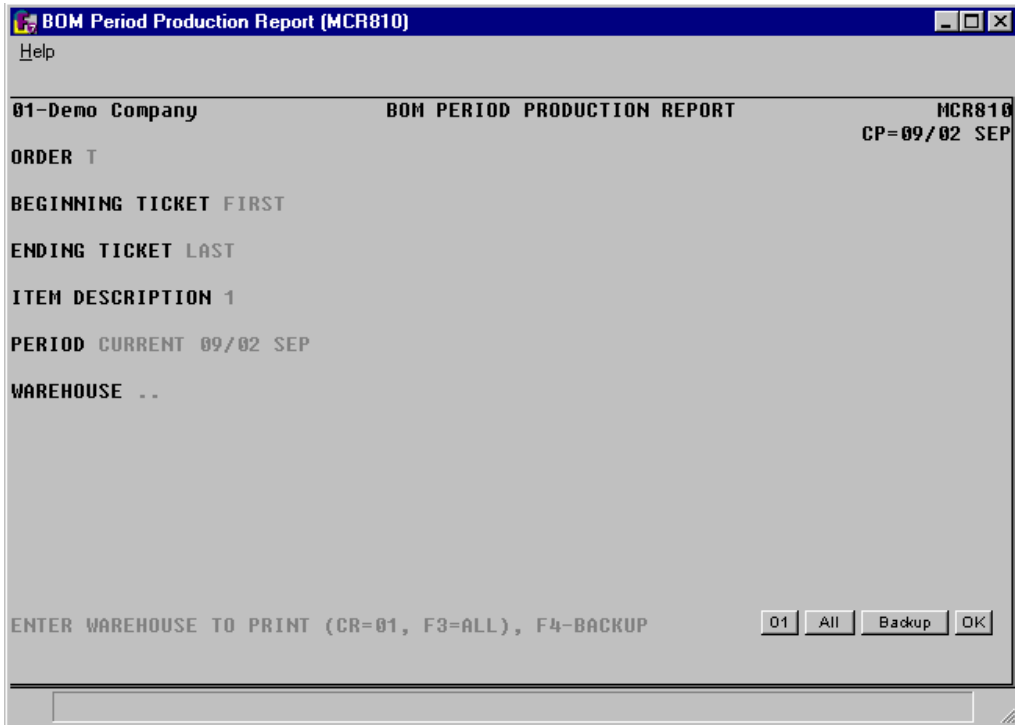 BOM Period Production Report (MCR810)
Help
01-Demo Company BOM PERIOD PRODUCTION REPORT MCR810
CP=09/02 SEP
ORDER T
BEGINNING TICKET FIRST
ENDING TICKET LAST
ITEM DESCRIPTION 1
PERIOD CURRENT 09/02 SEP
WAREHOUSE ..
ENTER WAREHOUSE TO PRINT (CR=01, F3=ALL), F4-BACKUP 01 All Backup OK